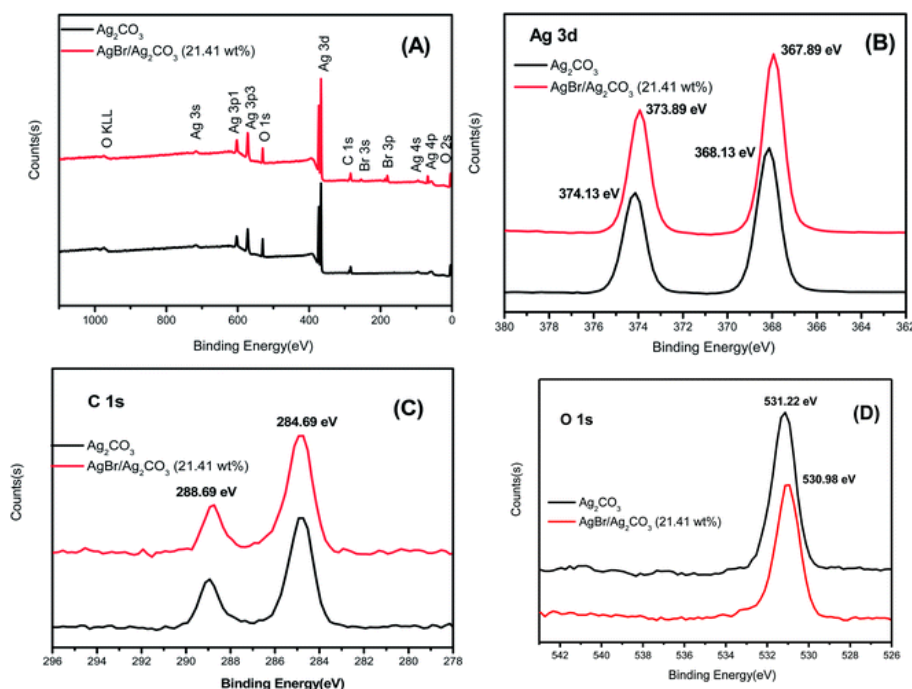 (A)
Ag₂CO₃
AgBr/Ag₂CO₃ (21.41 wt%)
O KLL
Ag 3s
Ag 3p1
Ag 3p3
O 1s
Ag 3d
C 1s
Br 3s
Br 3p
Ag 4s
Ag 4p
O 2s
Counts(s)
1000 800 600 400 200 0
Binding Energy(eV)
Ag 3d
(B)
Ag₂CO₃
AgBr/Ag₂CO₃ (21.41 wt%)
367.89 eV
373.89 eV
368.13 eV
374.13 eV
Counts(s)
380 378 376 374 372 370 368 366 364 362
Binding Energy(eV)
C 1s
(C)
284.69 eV
Ag₂CO₃
AgBr/Ag₂CO₃ (21.41 wt%)
288.69 eV
Counts(s)
296 294 292 290 288 286 284 282 280 278
Binding Energy(eV)
O 1s
(D)
531.22 eV
530.98 eV
Ag₂CO₃
AgBr/Ag₂CO₃ (21.41 wt%)
Counts(s)
542 540 538 536 534 532 530 528 526
Binding Energy(eV)